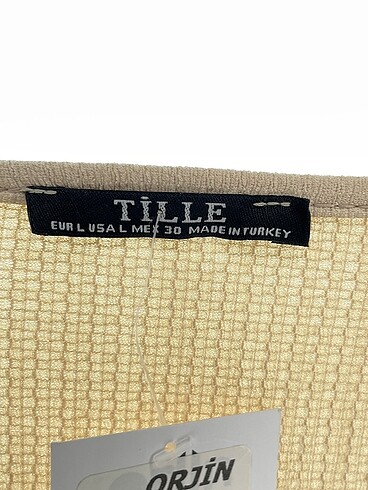 TİLLE
EUR L USA L MEX 30 MADE IN TURKEY
ORJİN